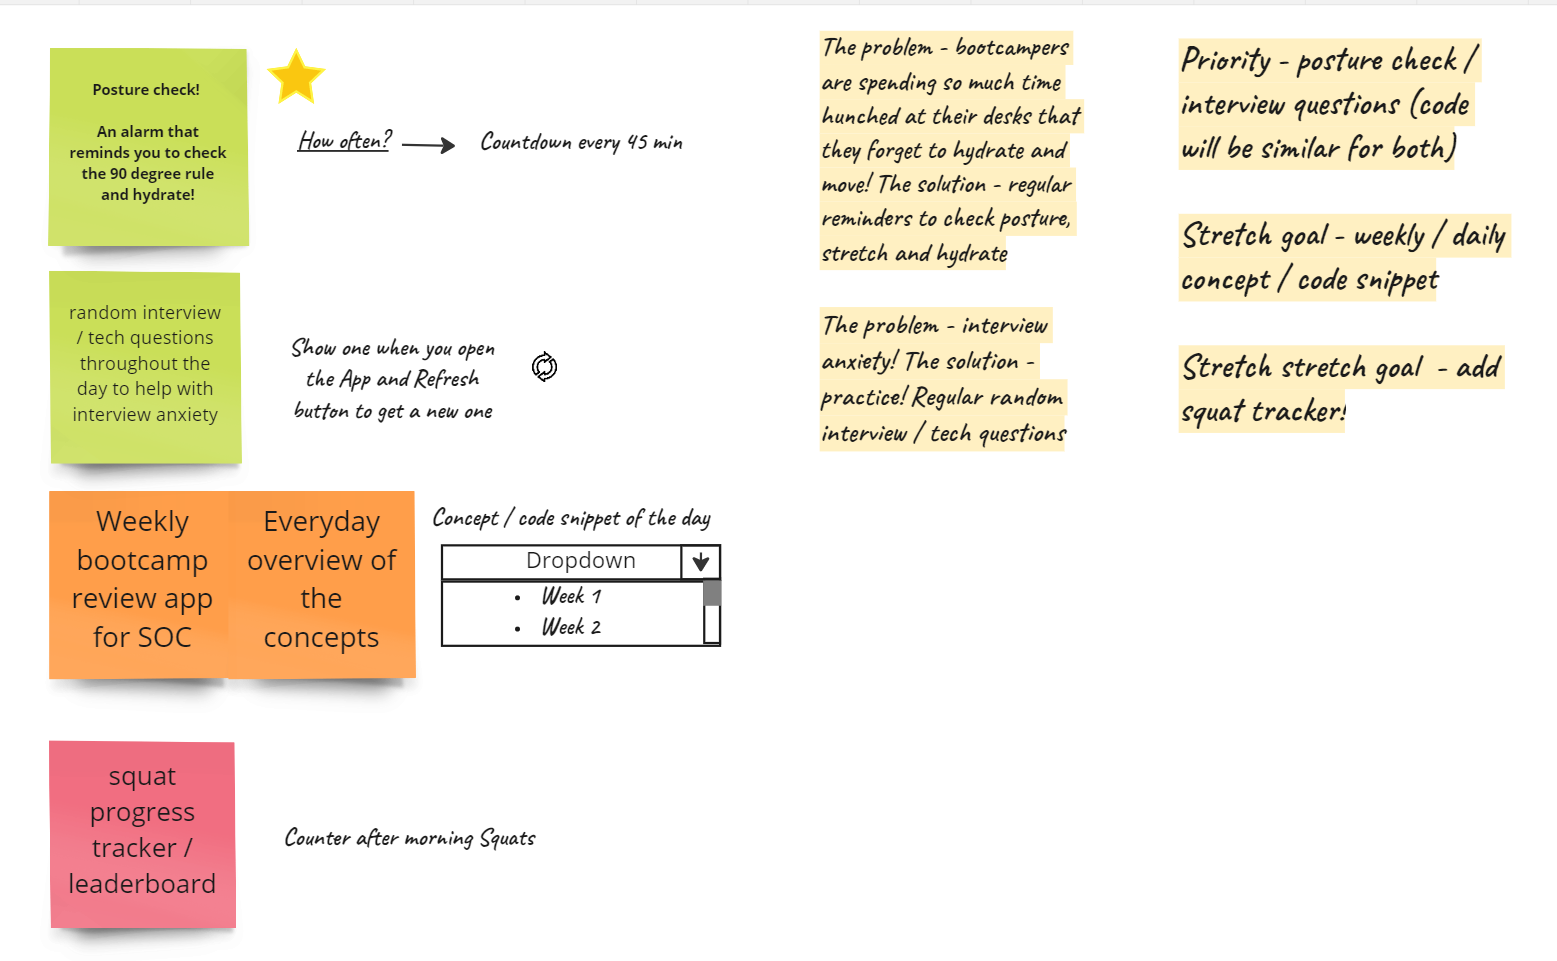 Posture check!
An alarm that
reminds you to check
the 90 degree rule
and hydrate!
How often?
Countdown every 45 min
random interview
/ tech questions
throughout the
day to help with
interview anxiety
Show one when you open
the App and Refresh
button to get a new one
Weekly
bootcamp
review app
for SOC
Everyday
overview of
the
concepts
Concept / code snippet of the day
Dropdown
• Week 1
• Week 2
squat
progress
tracker /
leaderboard
Counter after morning Squats
The problem - bootcampers
are spending so much time
hunched at their desks that
they forget to hydrate and
move! The solution - regular
reminders to check posture,
stretch and hydrate
The problem - interview
anxiety! The solution -
practice! Regular random
interview / tech questions
Priority - posture check /
interview questions (code
will be similar for both)
Stretch goal - weekly / daily
concept / code snippet
Stretch stretch goal - add
squat tracker!